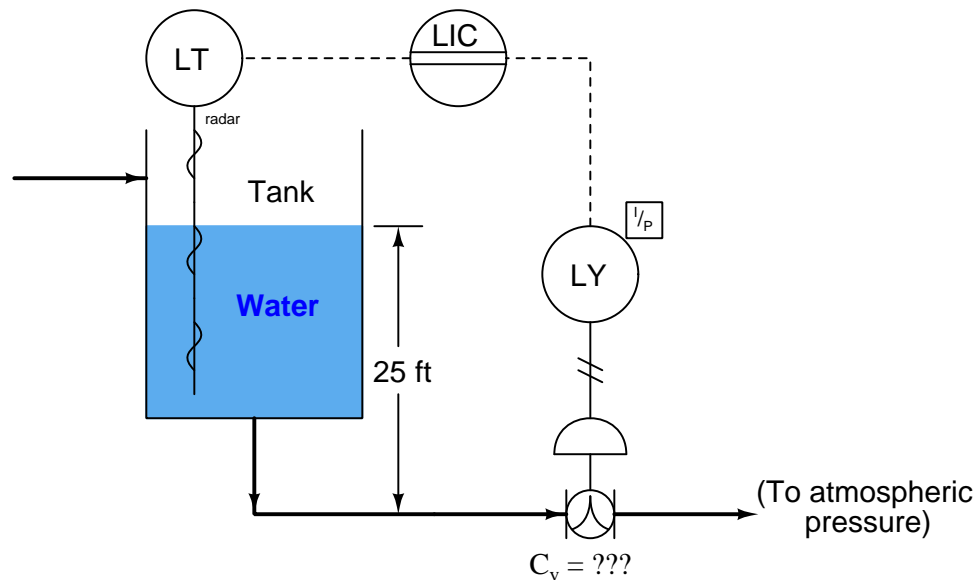 LT
LIC
radar
Tank
I/P
LY
Water
25 ft
(To atmospheric
pressure)
Cv = ???